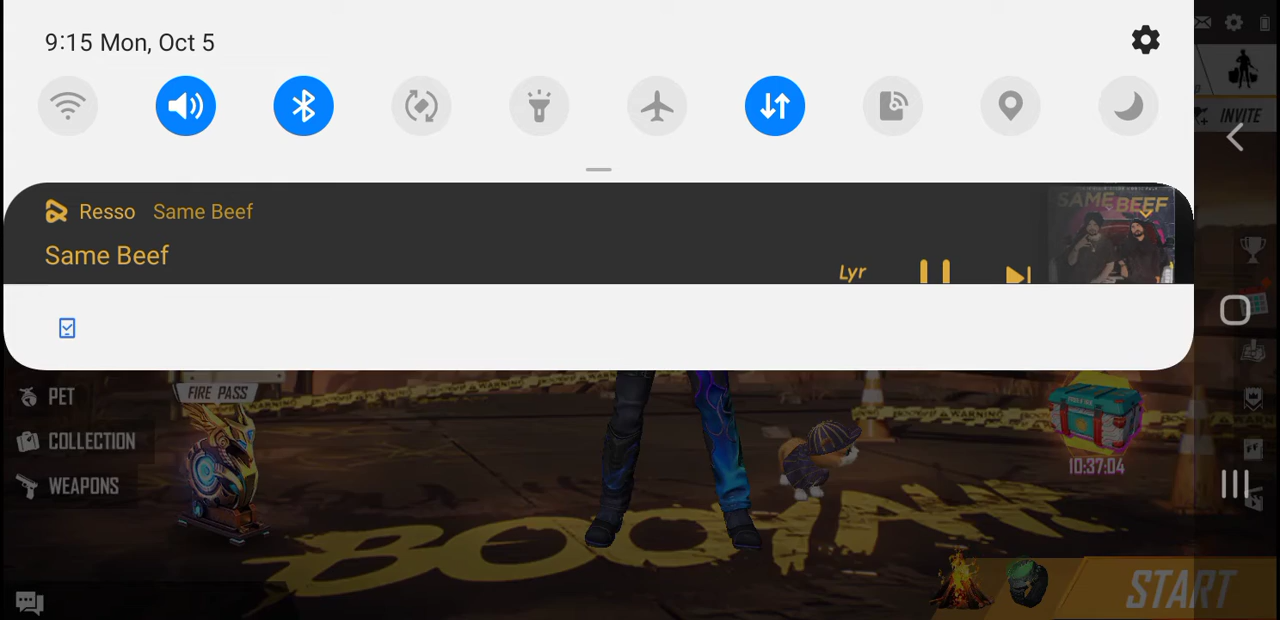 9:15 Mon, Oct 5
INVITE
Resso Same Beef
Same Beef
Lyr
SAME BEEF
PET
FIRE PASS
COLLECTION
WEAPONS
10:37:04
BOOYAH
START